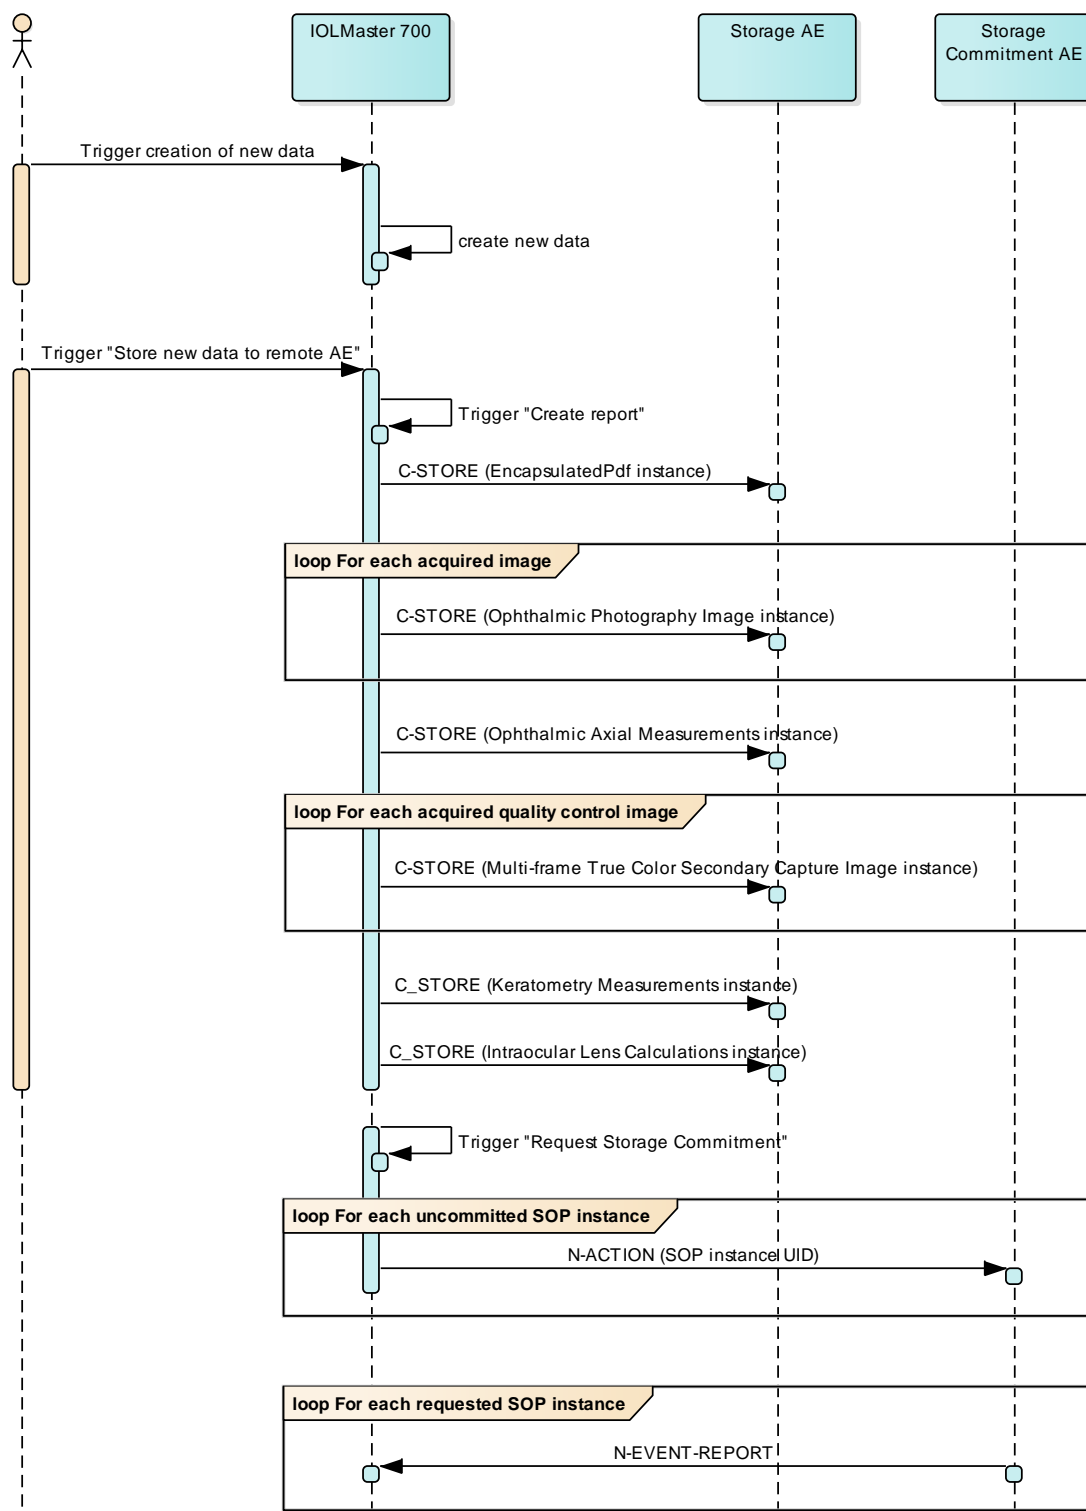 IOLMaster 700
Storage AE
Storage
Commitment AE
Trigger creation of new data
create new data
Trigger "Store new data to remote AE"
Trigger "Create report"
C-STORE (EncapsulatedPdf instance)
loop For each acquired image
C-STORE (Ophthalmic Photography Image instance)
C-STORE (Ophthalmic Axial Measurements instance)
loop For each acquired quality control image
C-STORE (Multi-frame True Color Secondary Capture Image instance)
C_STORE (Keratometry Measurements instance)
C_STORE (Intraocular Lens Calculations instance)
Trigger "Request Storage Commitment"
loop For each uncommitted SOP instance
N-ACTION (SOP instance UID)
loop For each requested SOP instance
N-EVENT-REPORT